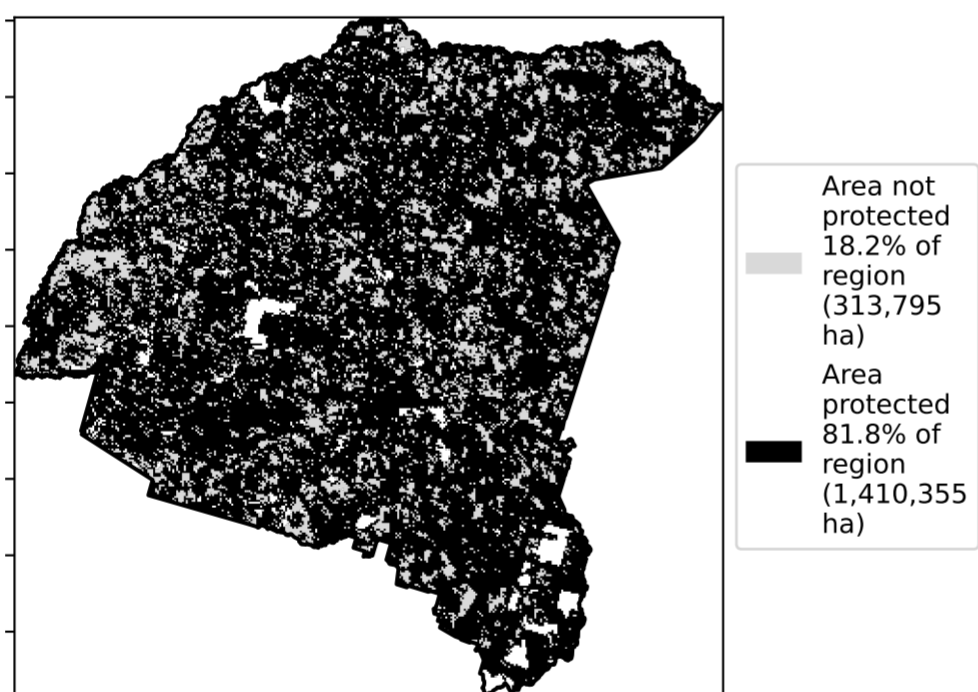 Area not
protected
18.2% of
region
(313,795
ha)
Area
protected
81.8% of
region
(1,410,355
ha)